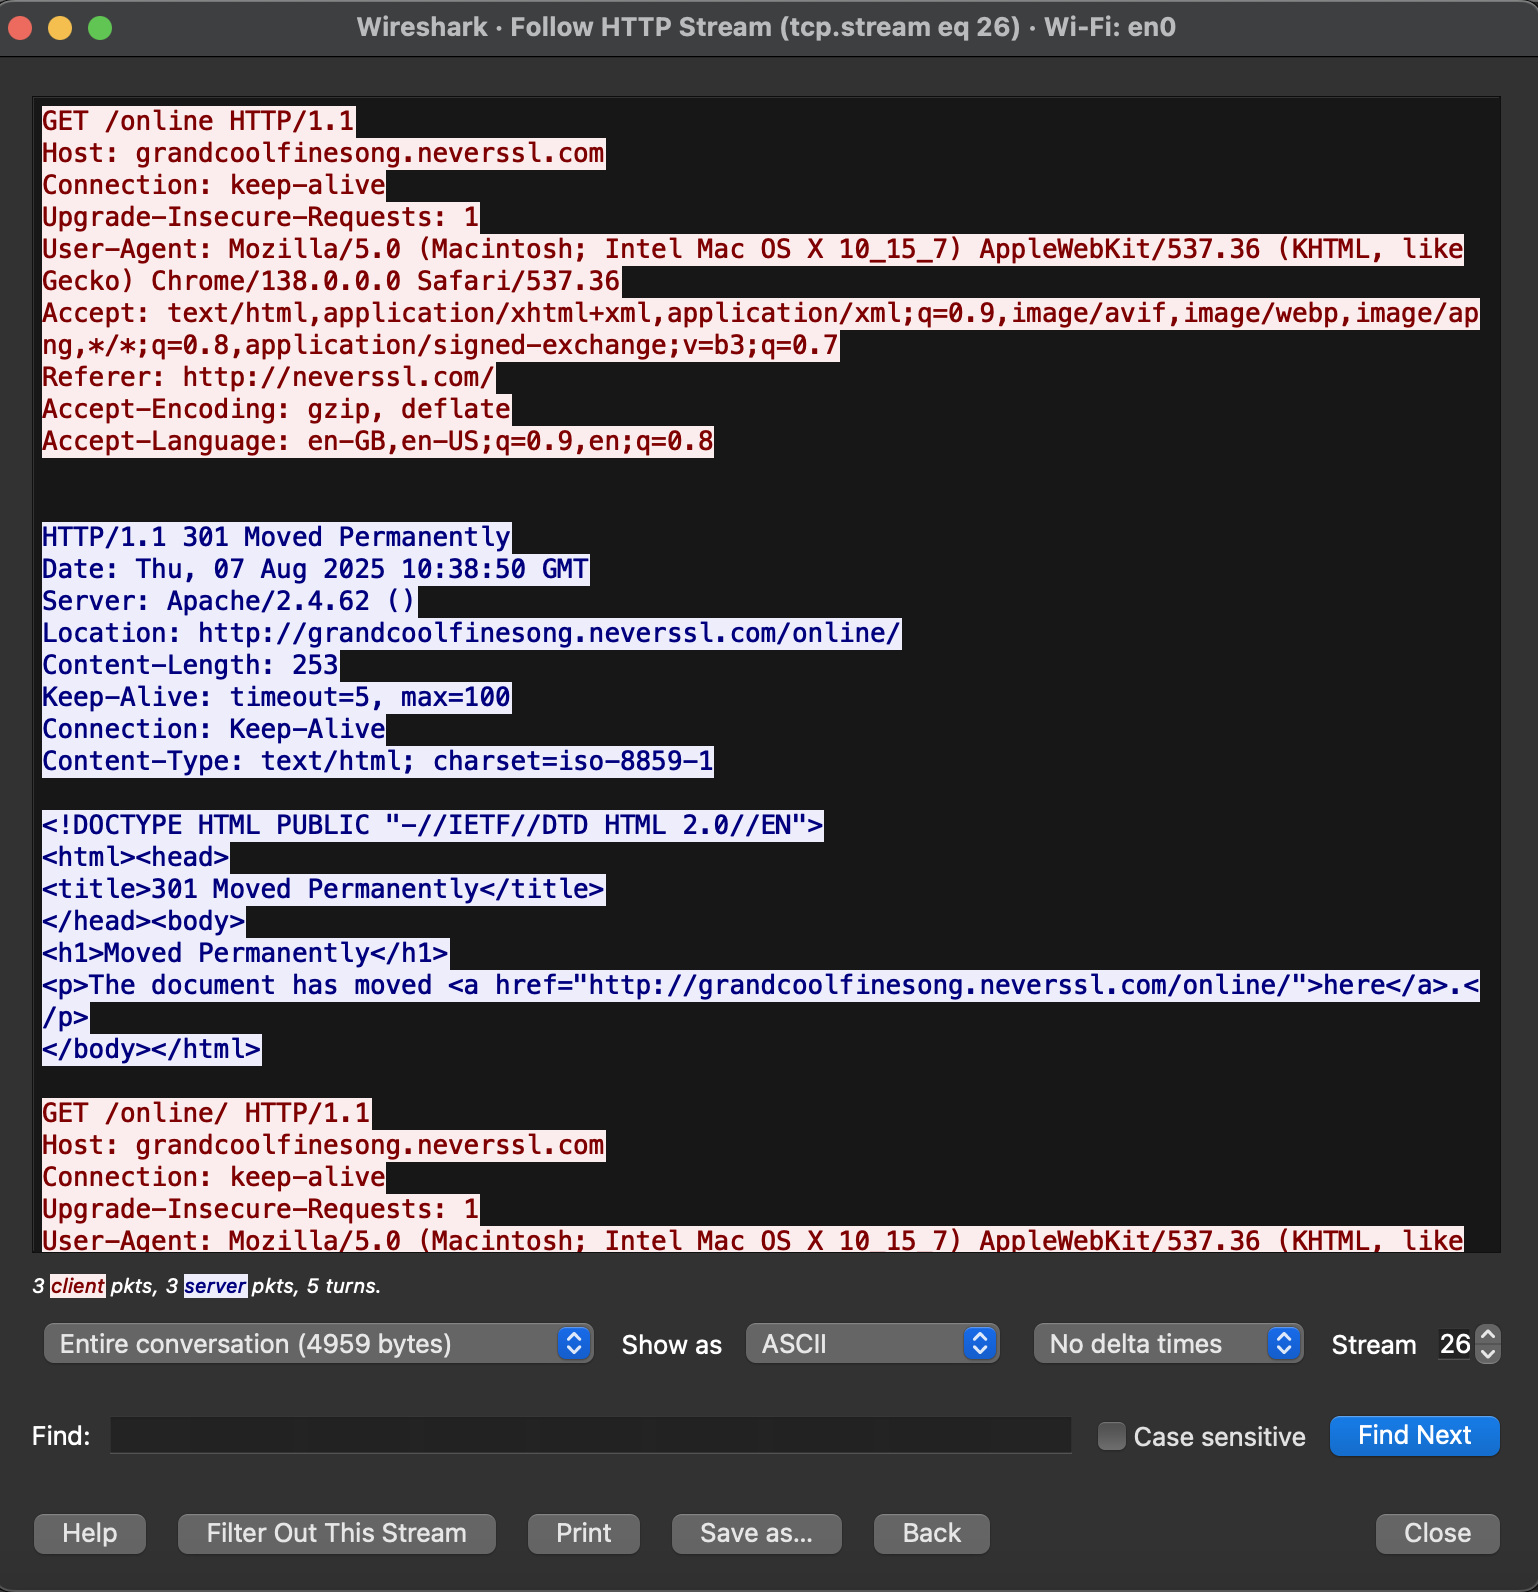 Wireshark · Follow HTTP Stream (tcp.stream eq 26) · Wi-Fi: en0
GET /online HTTP/1.1
Host: grandcoolfinesong.neverssl.com
Connection: keep-alive
Upgrade-Insecure-Requests: 1
User-Agent: Mozilla/5.0 (Macintosh; Intel Mac OS X 10_15_7) AppleWebKit/537.36 (KHTML, like
Gecko) Chrome/138.0.0.0 Safari/537.36
Accept: text/html,application/xhtml+xml,application/xml;q=0.9,image/avif,image/webp,image/ap
ng,*/*;q=0.8,application/signed-exchange;v=b3;q=0.7
Referer: http://neverssl.com/
Accept-Encoding: gzip, deflate
Accept-Language: en-GB,en-US;q=0.9,en;q=0.8
HTTP/1.1 301 Moved Permanently
Date: Thu, 07 Aug 2025 10:38:50 GMT
Server: Apache/2.4.62 ()
Location: http://grandcoolfinesong.neverssl.com/online/
Content-Length: 253
Keep-Alive: timeout=5, max=100
Connection: Keep-Alive
Content-Type: text/html; charset=iso-8859-1
<!DOCTYPE HTML PUBLIC "-//IETF//DTD HTML 2.0//EN">
<html><head>
<title>301 Moved Permanently</title>
</head><body>
<h1>Moved Permanently</h1>
<p>The document has moved <a href="http://grandcoolfinesong.neverssl.com/online/">here</a>.<
/p>
</body></html>
GET /online/ HTTP/1.1
Host: grandcoolfinesong.neverssl.com
Connection: keep-alive
Upgrade-Insecure-Requests: 1
User-Agent: Mozilla/5.0 (Macintosh; Intel Mac OS X 10_15_7) AppleWebKit/537.36 (KHTML, like
3 client pkts, 3 server pkts, 5 turns.
Entire conversation (4959 bytes) Show as ASCII No delta times Stream 26
Find: Case sensitive Find Next
Help Filter Out This Stream Print Save as... Back Close